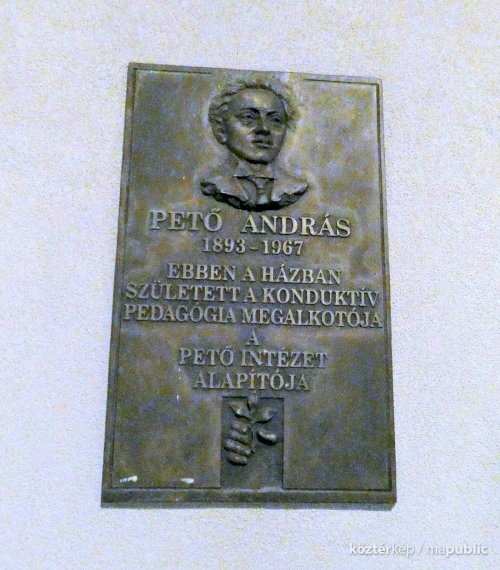 PETŐ ANDRÁS
1893-1967
EBBEN A HÁZBAN
SZÜLETETT A KONDUKTÍV
PEDAGÓGIA MEGALKOTÓJA
A
PETŐ INTÉZET
ALAPÍTÓJA
köztérkép / mapublic